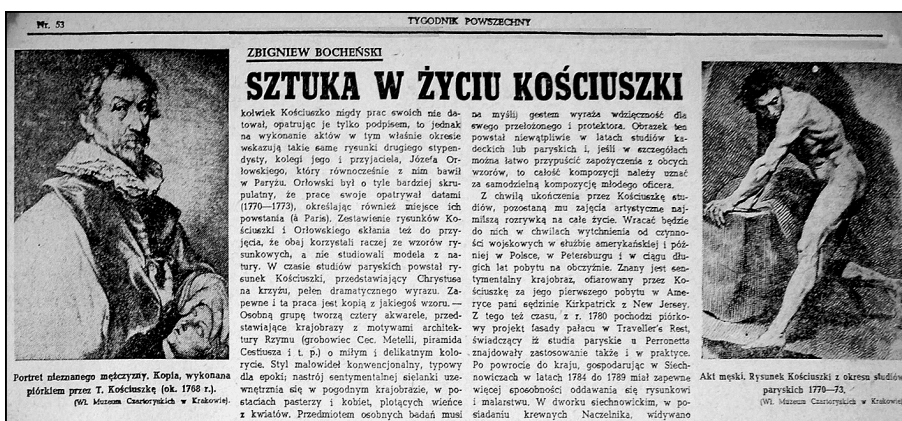 Nr. 53
TYGODNIK POWSZECHNY
ZBIGNIEW BOCHEŃSKI
SZTUKA W ŻYCIU KOŚCIUSZKI
kolwiek Kościuszko nigdy prac swoich nie da-
tował, opatrując je tylko podpisem, to jednak
na wykonanie aktów w tym właśnie okresie
wskazują takie same rysunki drugiego stypen-
dysty, kolegi jego i przyjaciela, Józefa Or-
łowskiego, który równocześnie z nim bawił
w Paryżu. Orłowski był o tyle bardziej skru-
pulatny, że prace swoje opatrywał datami
(1770—1773), określając również miejsce ich
powstania (à Paris). Zestawienie rysunków Ko-
ściuszki i Orłowskiego skłania też do przy-
jęcia, że obaj korzystali raczej ze wzorów ry-
sunkowych, a nie studiowali modela z na-
tury. W czasie studiów paryskich powstał ry-
sunek Kościuszki, przedstawiający Chrystusa
na krzyżu, pełen dramatycznego wyrazu. Za-
pewne i ta praca jest kopią z jakiegoś wzoru. —
Osobną grupę tworzą cztery akwarele, przed-
stawiające krajobrazy z motywami architek-
tury Rzymu (grobowiec Cec. Metelli, piramida
Cestiusza i t. p.) o miłym i delikatnym kolo-
rycie. Styl malowideł konwencjonalny, typowy
dla epoki; nastrój sentymentalny sielanki uze-
wnętrznia się w pogodnym krajobrazie, w po-
staciach pasterzy i kobiet, plotących wieńce
z kwiatów. Przedmiotem osobnych badań musi
na myślij gestem wyraża wdzięczność dla
swego przełożonego i protektora. Obrazek ten
powstał niewątpliwie w latach studiów ka-
deckich lub paryskich i, jeśli w szczegółach
można łatwo przypuścić zapożyczenia z obcych
wzorów, to całość kompozycji należy uznać
za samodzielną kompozycję młodego oficera.
Z chwilą ukończenia przez Kościuszkę stu-
diów, pozostaną mu zajęcia artystyczne naj-
milszą rozrywką na całe życie. Wracać będzie
do nich w chwilach wytchnienia od czynno-
ści wojskowych w służbie amerykańskiej i póź-
niej w Polsce, w Petersburgu i w ciągu dłu-
gich lat pobytu na obczyźnie. Znany jest sen-
tymentalny krajobraz, ofiarowany przez Ko-
ściuszkę za jego pierwszego pobytu w Ame-
ryce pani sędzinie Kirkpatrick z New Jersey.
Z tego też czasu, z r. 1780 pochodzi piórko-
wy projekt fasady pałacu w Traveller's Rest,
świadczący iż studia paryskie u Perronetta
znajdowały zastosowanie także i w praktyce.
Po powrocie do kraju, gospodarując w Siech-
nowiczach w latach 1784 do 1789 miał zapewne
więcej sposobności oddawania się rysunkowi
i malarstwu. W dworku siechnowickim, w po-
siadaniu krewnych Naczelnika, widywano
Portret nieznanego mężczyzny. Kopia, wykonana
piórkiem przez T. Kościuszkę (ok. 1768 r.).
(Wł. Muzeum Czartoryskich w Krakowie).
Akt męski. Rysunek Kościuszki z okresu studiów
paryskich 1770—73.
(Wł. Muzeum Czartoryskich w Krakowie)